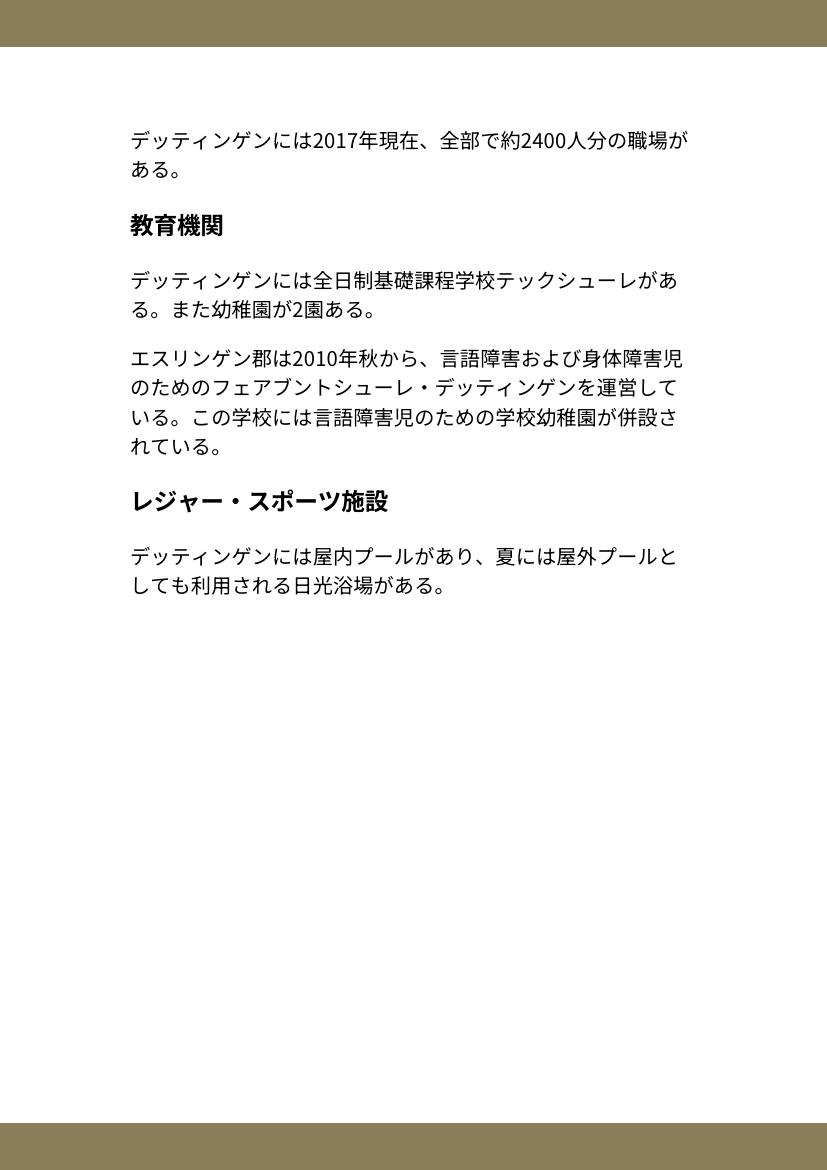 デッティンゲンには2017年現在、全部で約2400人分の職場が
ある。
教育機関
デッティンゲンには全日制基礎課程学校テックシューレがあ
る。また幼稚園が2園ある。
エスリンゲン郡は2010年秋から、言語障害および身体障害児
のためのフェアブントシューレ・デッティンゲンを運営して
いる。この学校には言語障害児のための学校幼稚園が併設さ
れている。
レジャー・スポーツ施設
デッティンゲンには屋内プールがあり、夏には屋外プールと
しても利用される日光浴場がある。